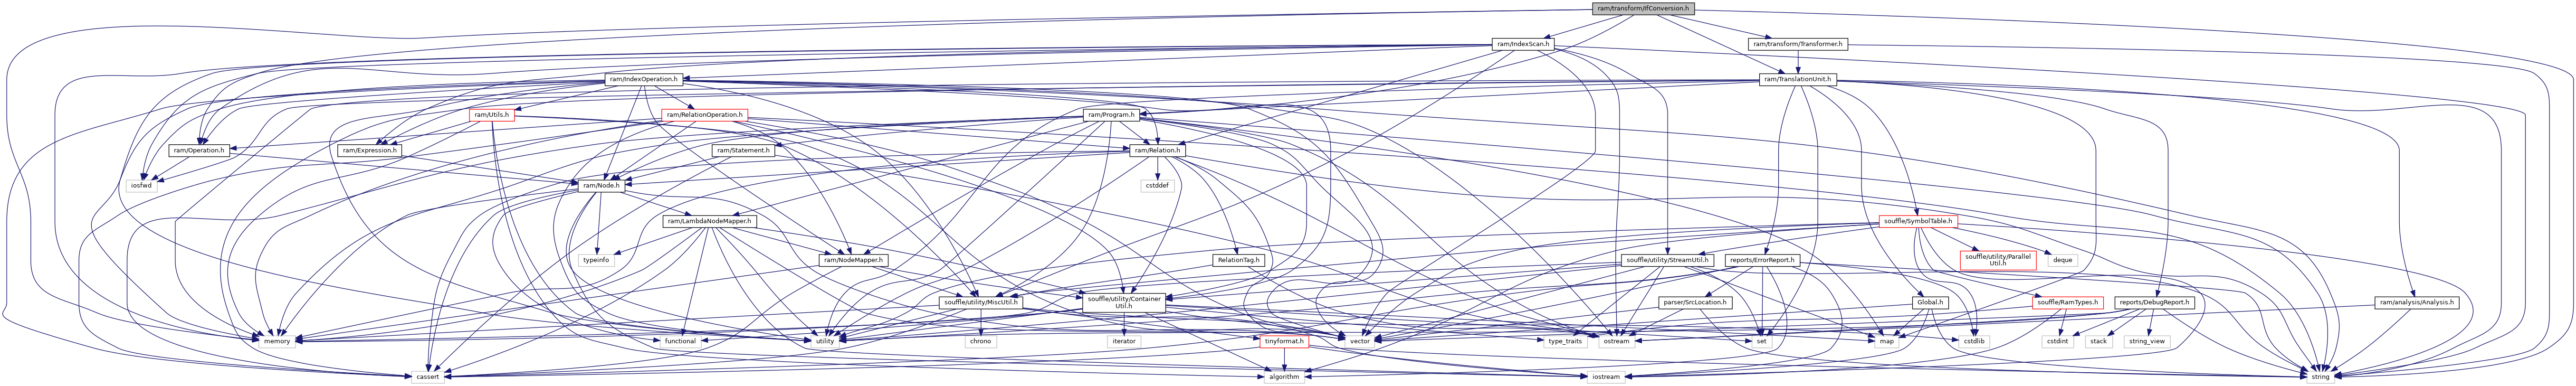 ram/transform/IfConversion.h
ram/IndexScan.h
ram/transform/Transformer.h
ram/IndexOperation.h
ram/TranslationUnit.h
ram/Utils.h
ram/RelationOperation.h
ram/Program.h
ram/Operation.h
ram/Expression.h
ram/Statement.h
ram/Relation.h
iosfwd
ram/Node.h
cstddef
ram/LambdaNodeMapper.h
souffle/SymbolTable.h
typeinfo
ram/NodeMapper.h
RelationTag.h
souffle/utility/StreamUtil.h
reports/ErrorReport.h
souffle/utility/Parallel
Util.h
deque
souffle/utility/MiscUtil.h
souffle/utility/Container
Util.h
parser/SrcLocation.h
Global.h
souffle/RamTypes.h
reports/DebugReport.h
ram/analysis/Analysis.h
memory
functional
utility
chrono
iterator
tinyformat.h
vector
type_traits
ostream
set
map
cstdlib
cstdint
stack
string_view
cassert
algorithm
iostream
string